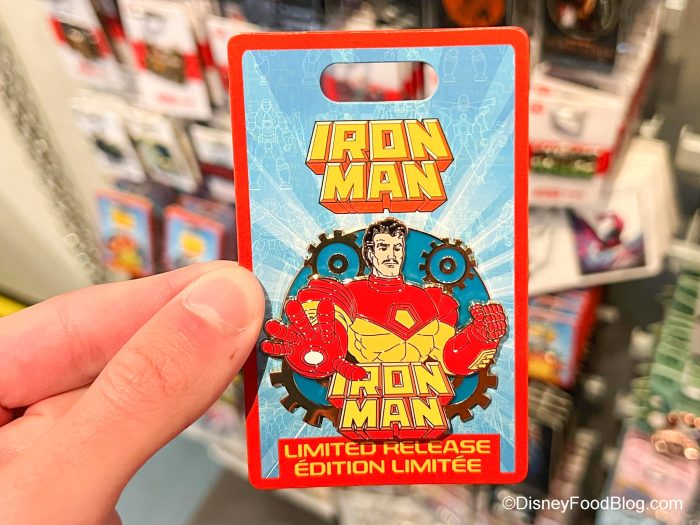 IRON
MAN
IRON
MAN
LIMITED RELEASE
ÉDITION LIMITÉE
©DisneyFoodBlog.com